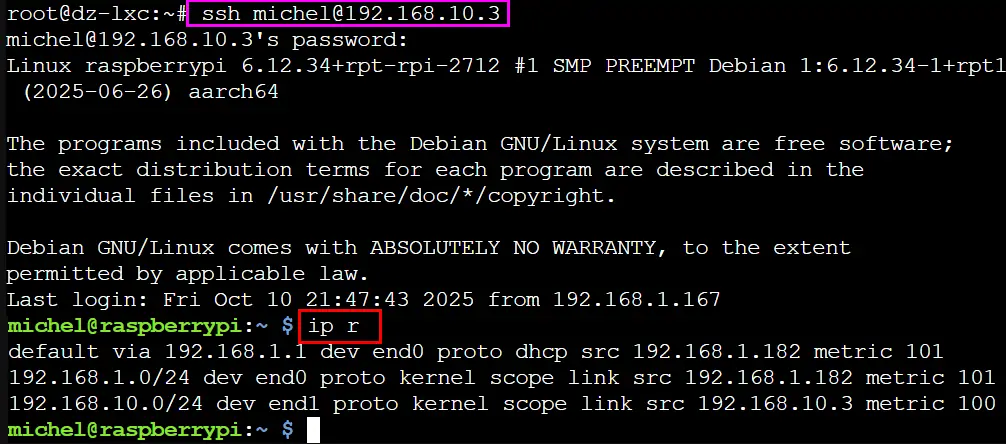 root@dz-lxc:~# ssh michel@192.168.10.3
michel@192.168.10.3's password:
Linux raspberrypi 6.12.34+rpt-rpi-2712 #1 SMP PREEMPT Debian 1:6.12.34-1+rpt1
(2025-06-26) aarch64
The programs included with the Debian GNU/Linux system are free software;
the exact distribution terms for each program are described in the
individual files in /usr/share/doc/*/copyright.
Debian GNU/Linux comes with ABSOLUTELY NO WARRANTY, to the extent
permitted by applicable law.
Last login: Fri Oct 10 21:47:43 2025 from 192.168.1.167
michel@raspberrypi:~ $ ip r
default via 192.168.1.1 dev end0 proto dhcp src 192.168.1.182 metric 101
192.168.1.0/24 dev end0 proto kernel scope link src 192.168.1.182 metric 101
192.168.10.0/24 dev end1 proto kernel scope link src 192.168.10.3 metric 100
michel@raspberrypi:~ $